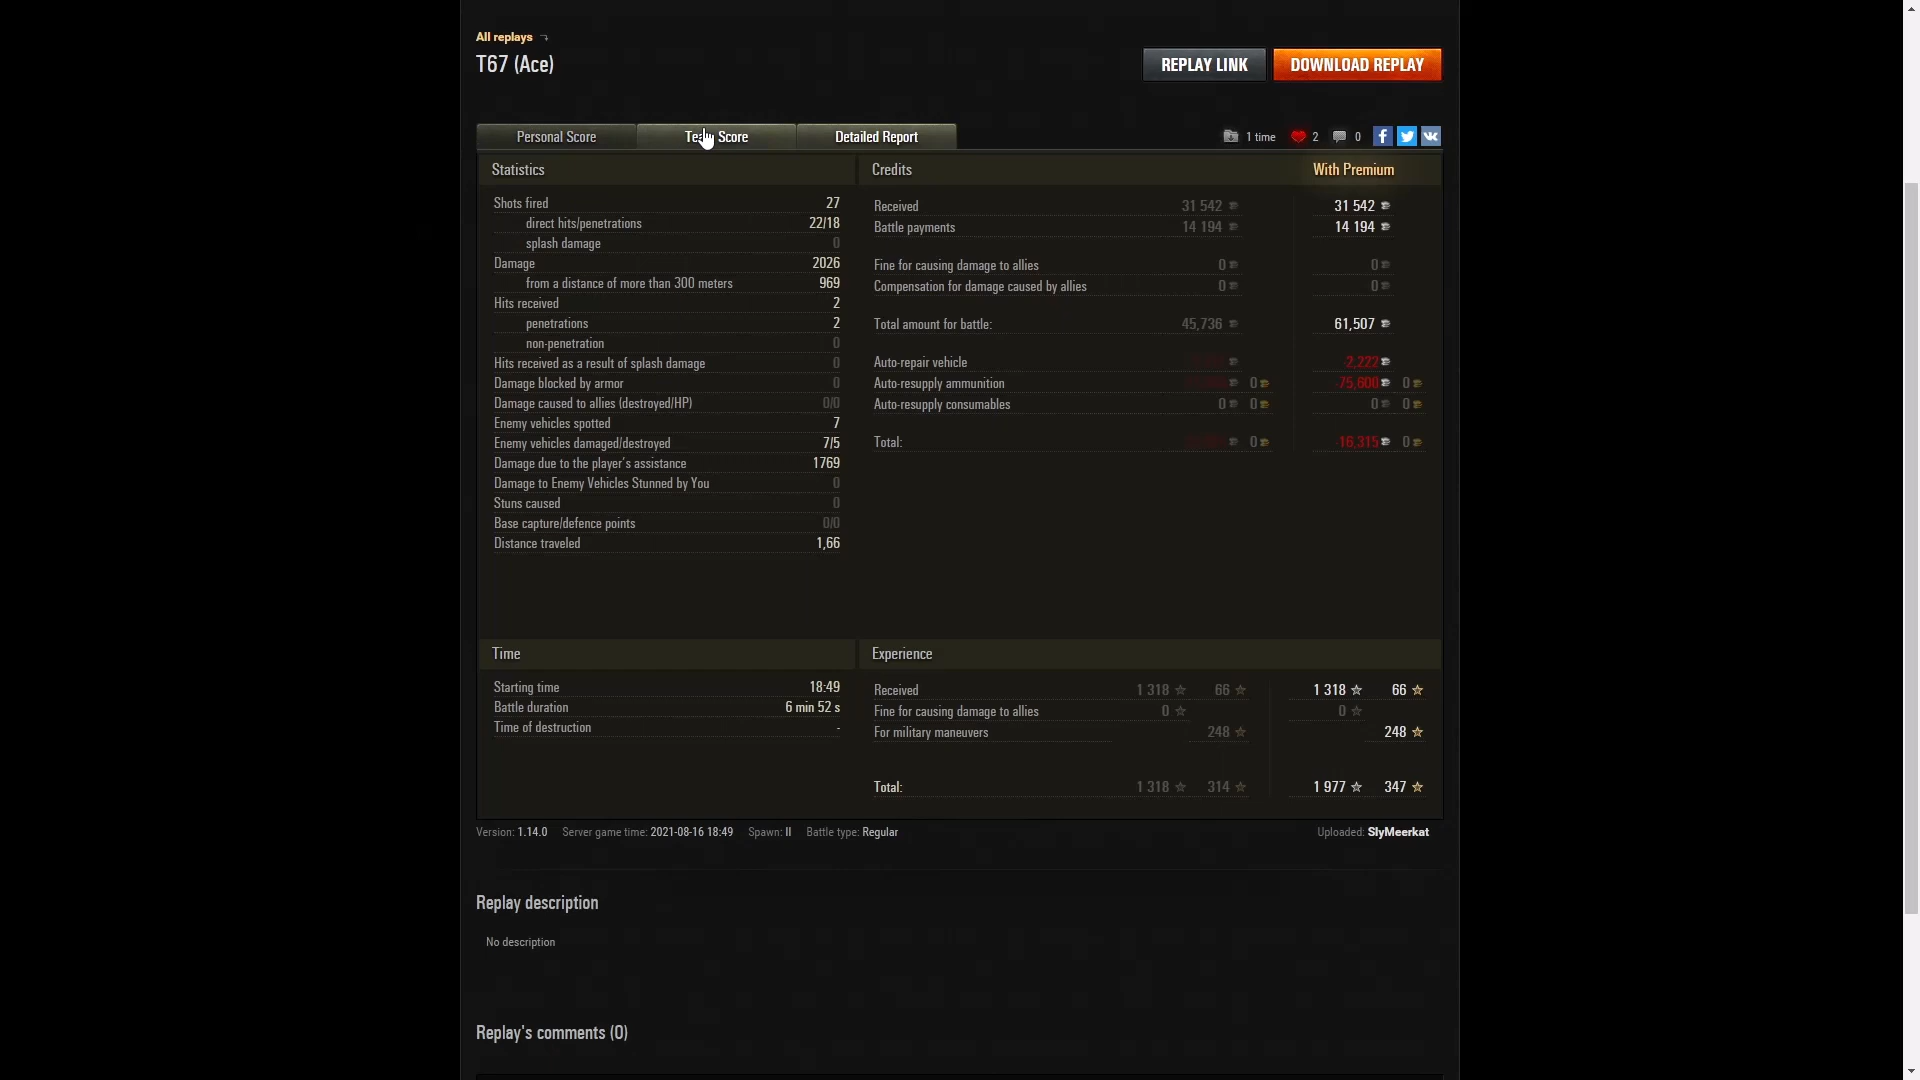 All replays
T67 (Ace)
REPLAY LINK
DOWNLOAD REPLAY
Personal Score
Score
Detailed Report
1 time
2
0
Statistics
Credits
With Premium
Shots fired 27
direct hits/penetrations 22/18
splash damage 0
Damage 2026
from a distance of more than 300 meters 969
Hits received 2
penetrations 2
non-penetration 0
Hits received as a result of splash damage 0
Damage blocked by armor 0
Damage caused to allies (destroyed/HP) 0/0
Enemy vehicles spotted 7
Enemy vehicles damaged/destroyed 7/5
Damage due to the player's assistance 1769
Damage to Enemy Vehicles Stunned by You 0
Stuns caused 0
Base capture/defence points 0/0
Distance traveled 1,66
Received 31 542 31 542
Battle payments 14 194 14 194
Fine for causing damage to allies 0 0
Compensation for damage caused by allies 0 0
Total amount for battle: 45,736 61,507
Auto-repair vehicle -2,222
Auto-resupply ammunition 0 -75,600 0
Auto-resupply consumables 0 0 0 0
Total: 0 -16,315 0
Time
Starting time 18:49
Battle duration 6 min 52 s
Time of destruction -
Experience
Received 1 318 66 1 318 66
Fine for causing damage to allies 0 0
For military maneuvers 248 248
Total: 1 318 314 1 977 347
Version: 1.14.0 Server game time: 2021-08-16 18:49 Spawn: II Battle type: Regular
Uploaded: SlyMeerkat
Replay description
No description
Replay's comments (0)